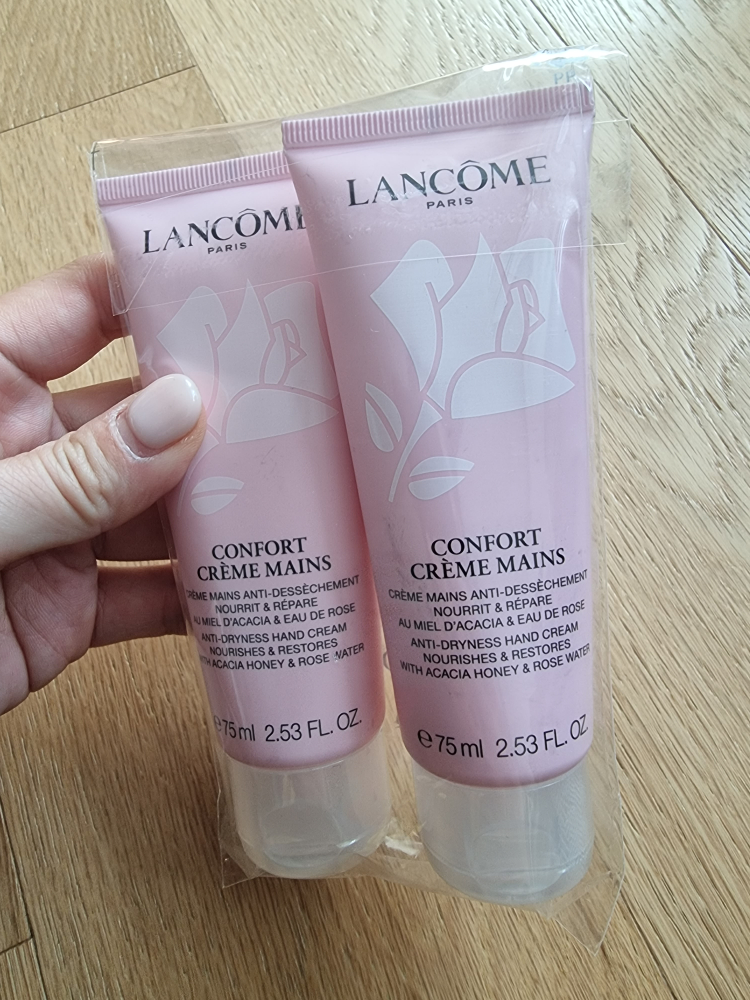 LANCÔME
PARIS
CONFORT
CRÈME MAINS
CRÈME MAINS ANTI-DESSÈCHEMENT
NOURRIT & RÉPARE
AU MIEL D'ACACIA & EAU DE ROSE
ANTI-DRYNESS HAND CREAM
NOURISHES & RESTORES
WITH ACACIA HONEY & ROSE WATER
℮75ml 2.53 FL. OZ.
PP
LANCÔME
PARIS
CONFORT
CRÈME MAINS
CRÈME MAINS ANTI-DESSÈCHEMENT
NOURRIT & RÉPARE
AU MIEL D'ACACIA & EAU DE ROSE
ANTI-DRYNESS HAND CREAM
NOURISHES & RESTORES
WITH ACACIA HONEY & ROSE WATER
℮75ml 2.53 FL. OZ.